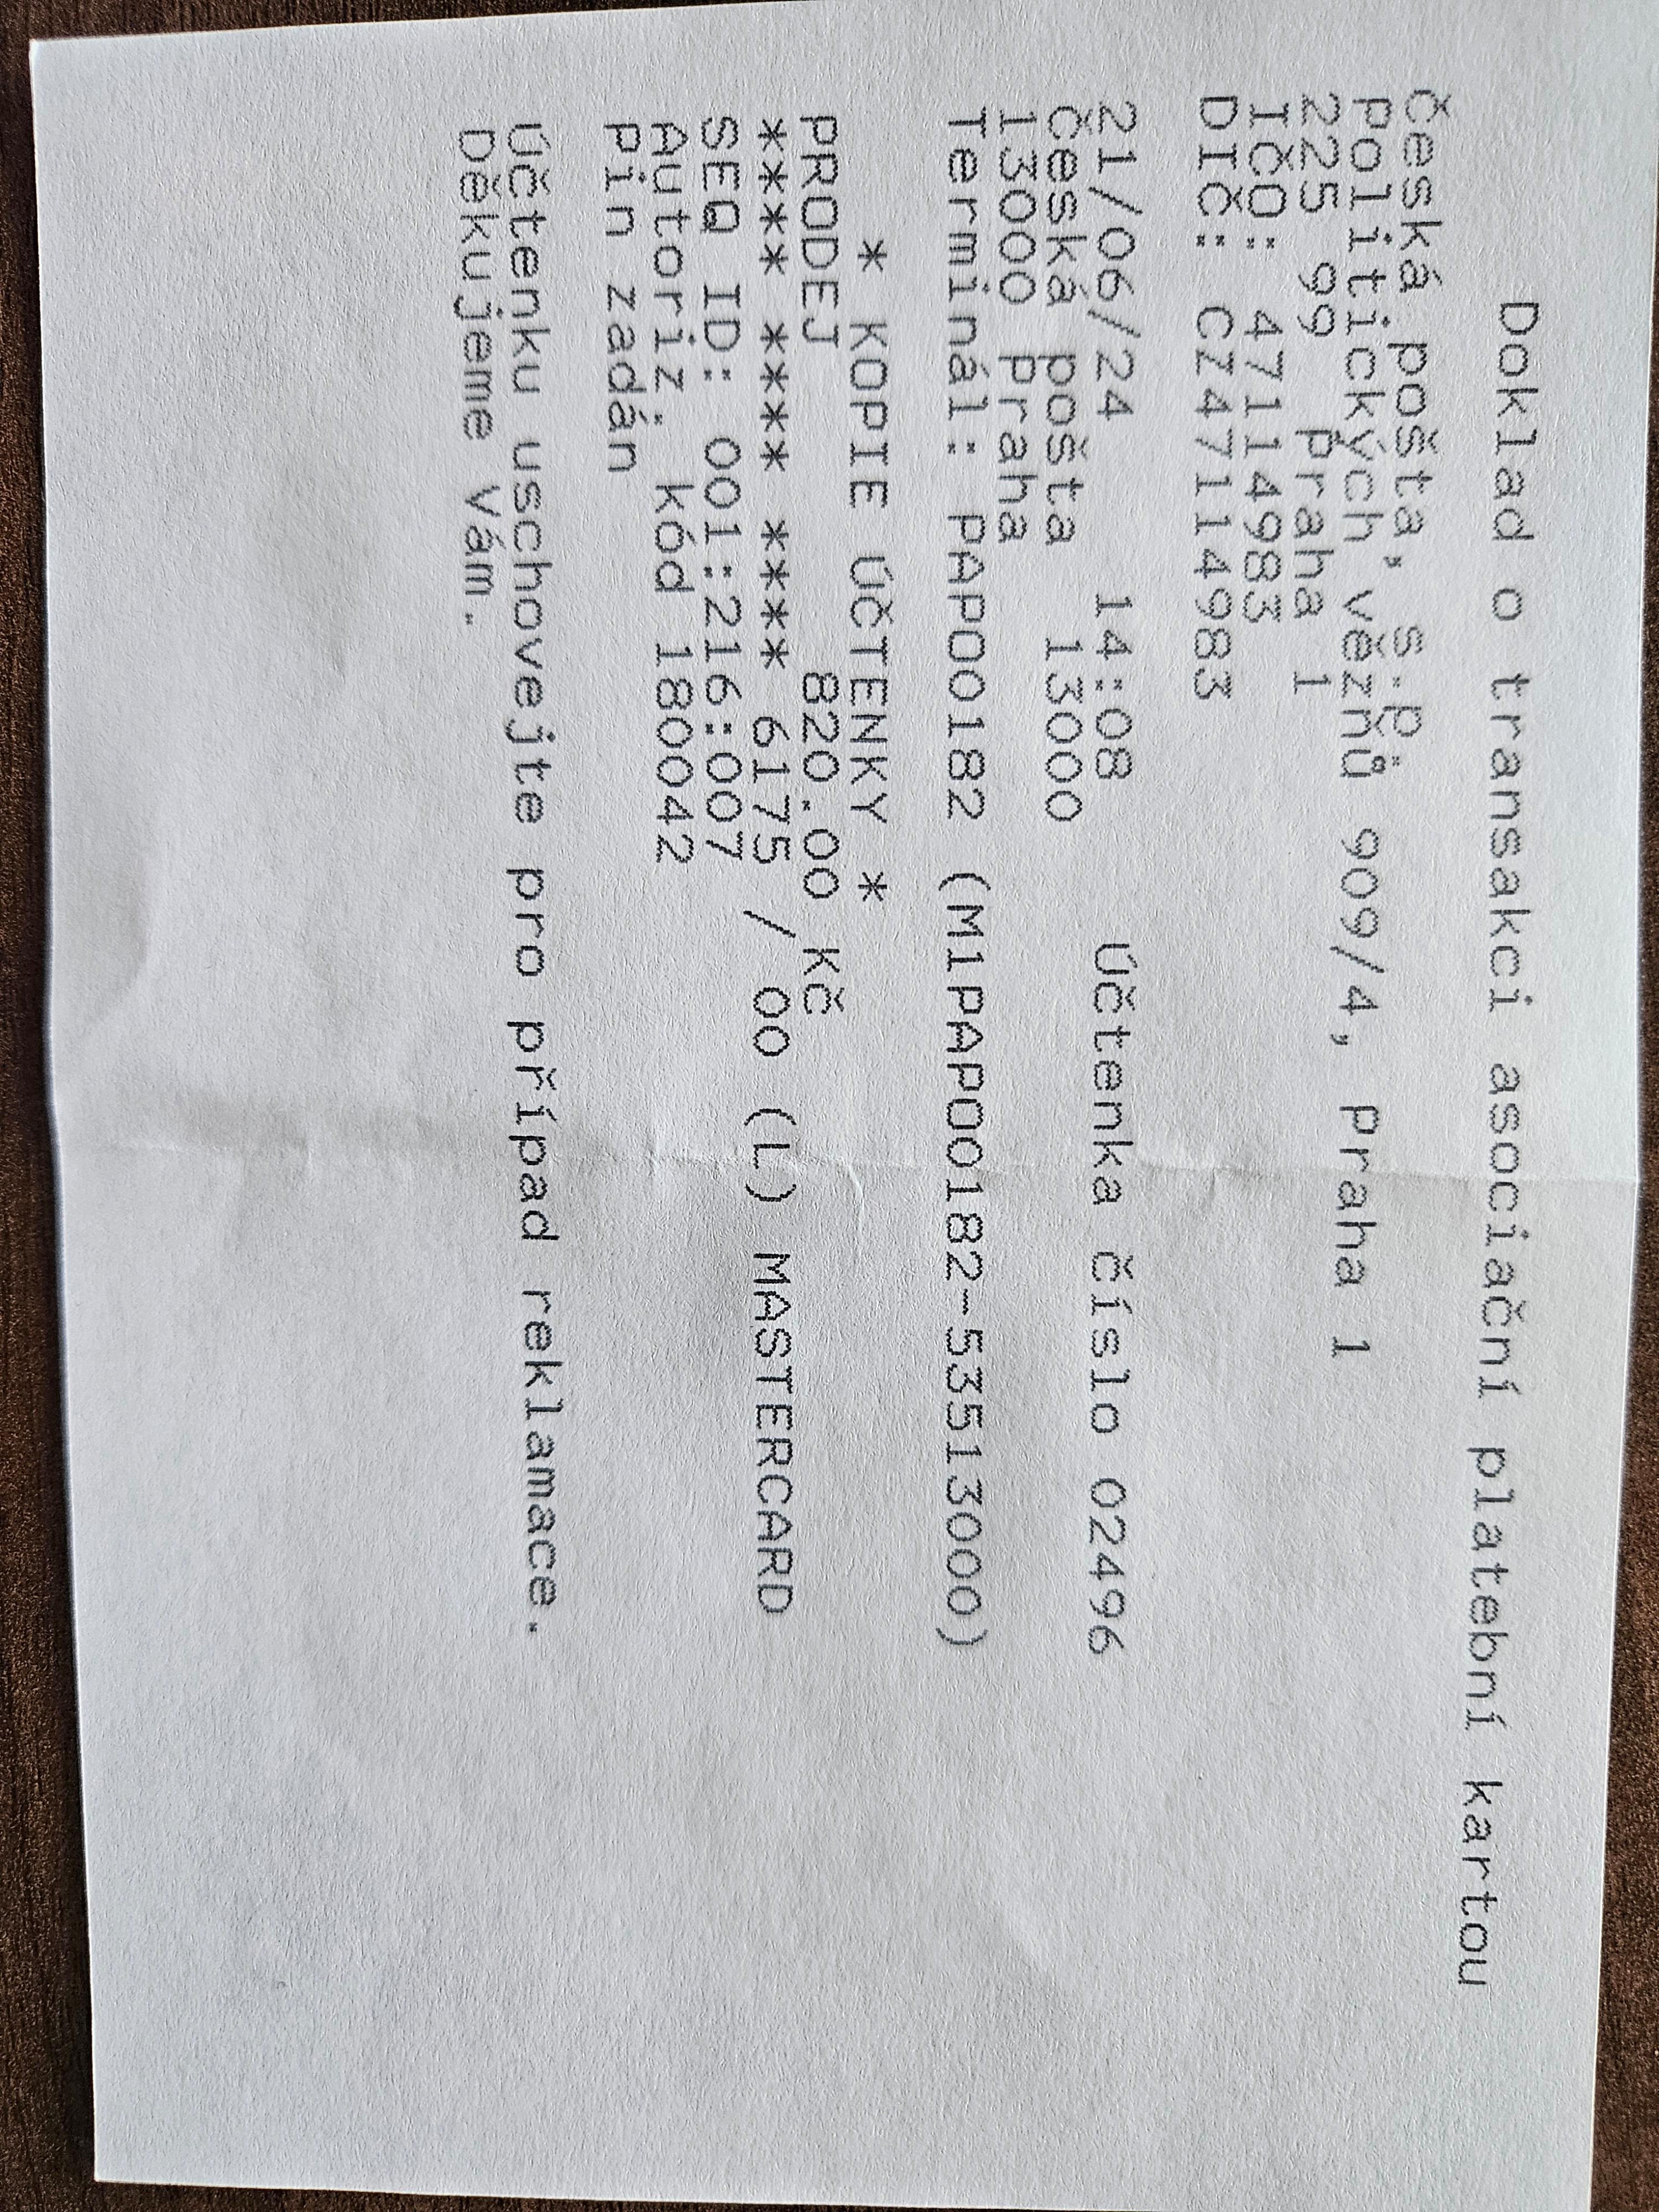 Doklad o transakci asociační platební kartou
Česká pošta, s.p.
Politických vězňů 909/4, Praha 1
225 99 Praha 1
IČO: 47114983
DIČ: CZ47114983
21/06/24 14:08 Účtenka číslo 02496
Česká pošta 13000
13000 Praha
Terminál: PAP00182 (M1PAP00182-53513000)
* KOPIE ÚČTENKY *
PRODEJ 820.00 Kč
**** **** **** 6175 / 00 (L) MASTERCARD
SEQ ID: 001:216:007
Autoriz. kód 180042
Pin zadán
Účtenku uschovejte pro případ reklamace.
Děkujeme Vám.